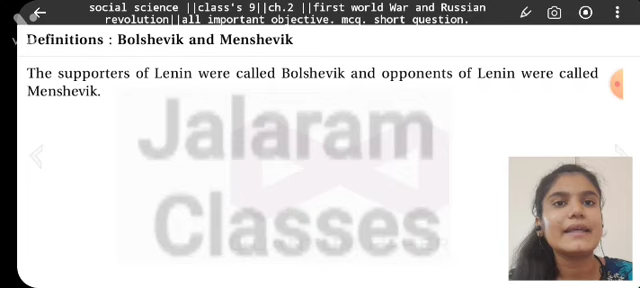 social science ||class's 9||ch.2 ||first world War and Russian
revolution||all important objective. mcq. short question.
Definitions : Bolshevik and Menshevik
The supporters of Lenin were called Bolshevik and opponents of Lenin were called
Menshevik.
Jalaram
Classes